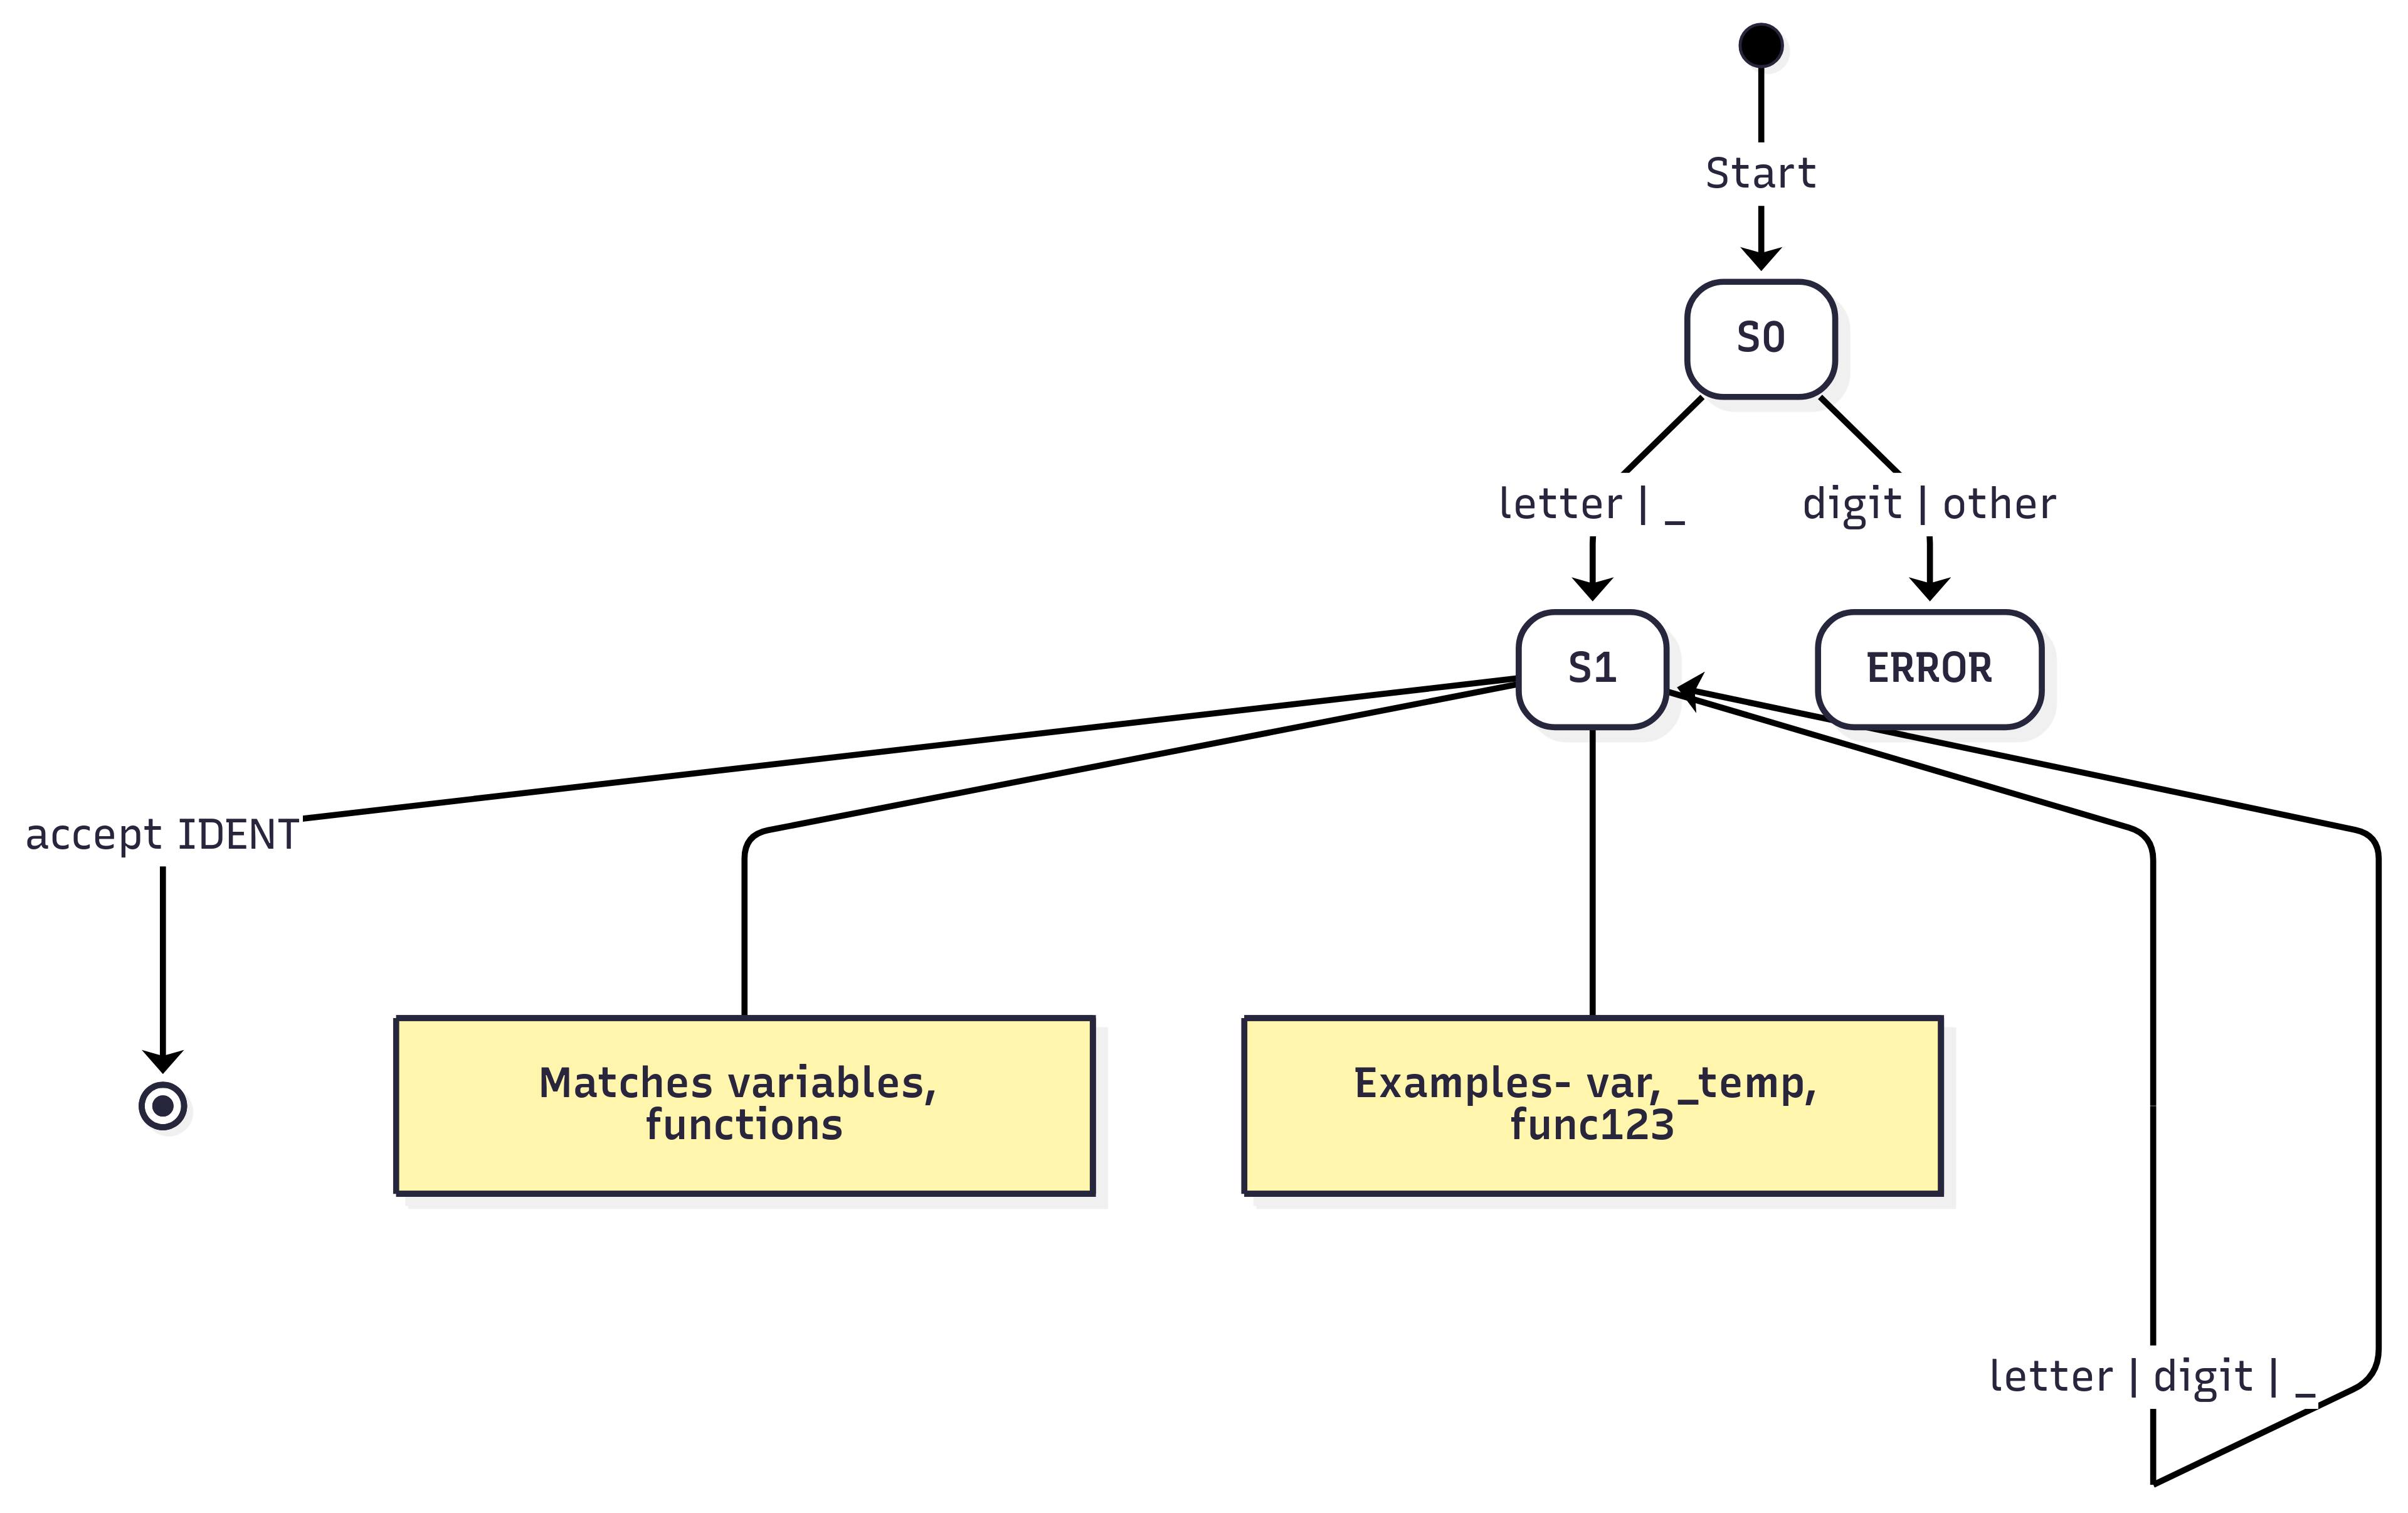 Start
S0
letter | _
digit | other
S1
ERROR
accept IDENT
Matches variables,
functions
Examples- var, _temp,
func123
letter | digit | _